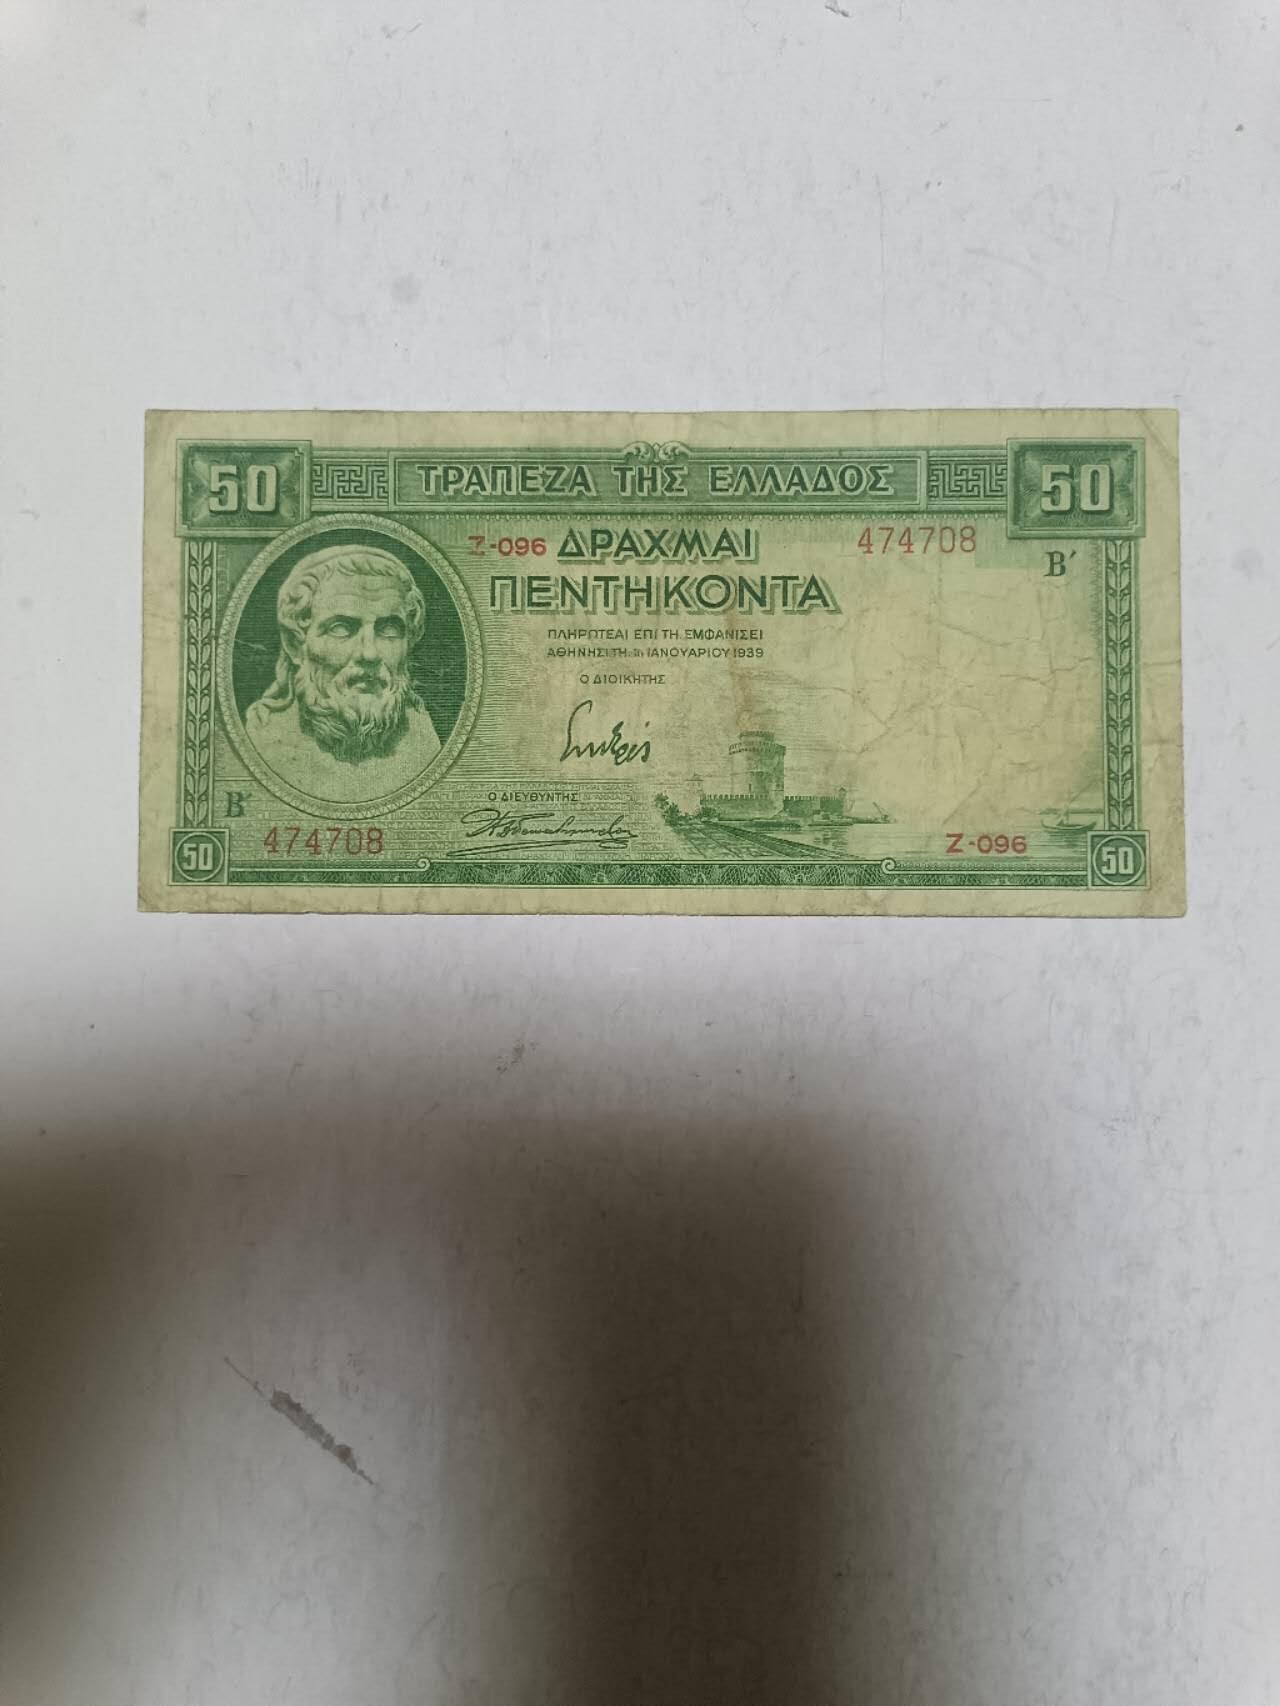 50 ΤΡΑΠΕΖΑ ΤΗΣ ΕΛΛΑΔΟΣ 50
Z-096 ΔΡΑΧΜΑΙ 474708
Β΄
ΠΕΝΤΗΚΟΝΤΑ
ΠΛΗΡΩΤΕΑΙ ΕΠΙ ΤΗ ΕΜΦΑΝΙΣΕΙ
ΑΘΗΝΗΣΙ ΤΗ ΙΑΝΟΥΑΡΙΟΥ 1939
Ο ΔΙΟΙΚΗΤΗΣ
Ο ΔΙΕΥΘΥΝΤΗΣ
Β΄
474708 Z-096
50 50